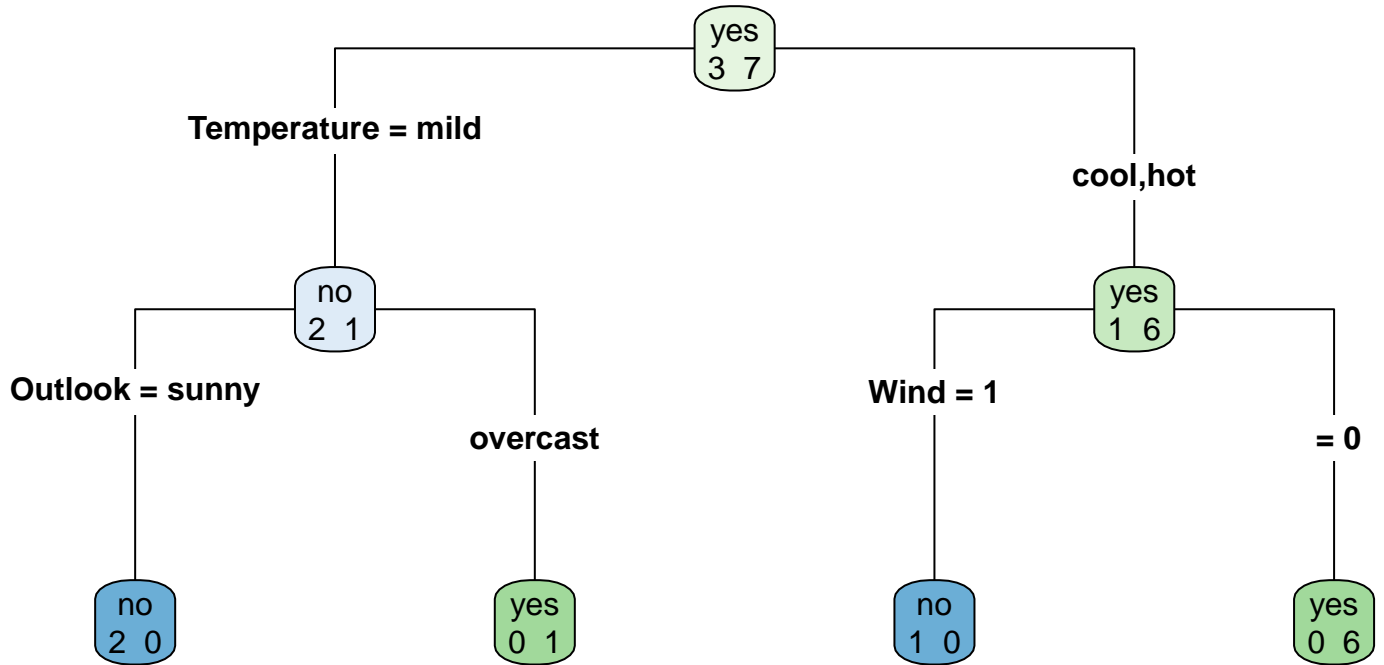 yes
3 7
Temperature = mild
cool,hot
no
2 1
yes
1 6
Outlook = sunny
overcast
Wind = 1
= 0
no
2 0
yes
0 1
no
1 0
yes
0 6